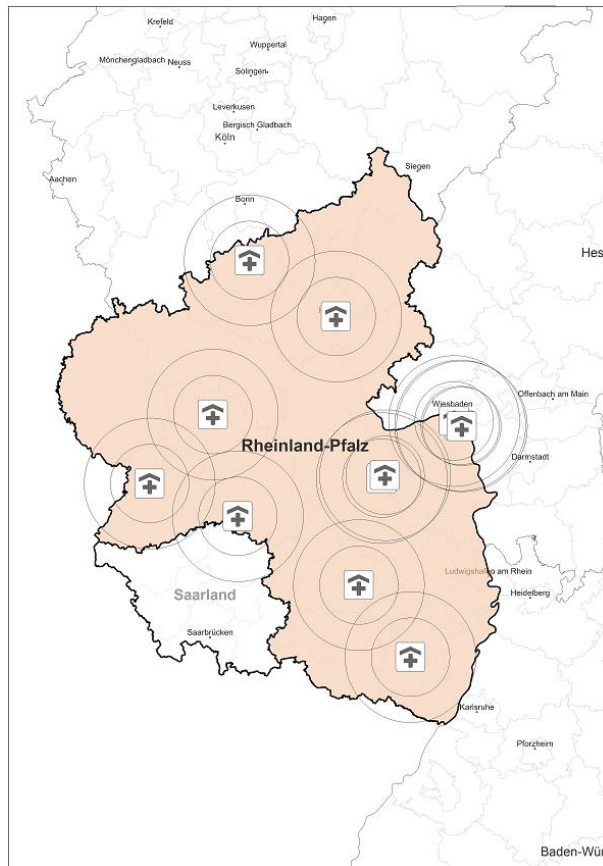 Hagen
Krefeld
Wuppertal
Mönchengladbach
Neuss
Solingen
Leverkusen
Bergisch Gladbach
Köln
Siegen
Aachen
Bonn
Hes
Offenbach am Main
Wiesbaden
Rheinland-Pfalz
Darmstadt
Ludwigshafen am Rhein
Saarland
Heidelberg
Saarbrücken
Karlsruhe
Pforzheim
Baden-Wür